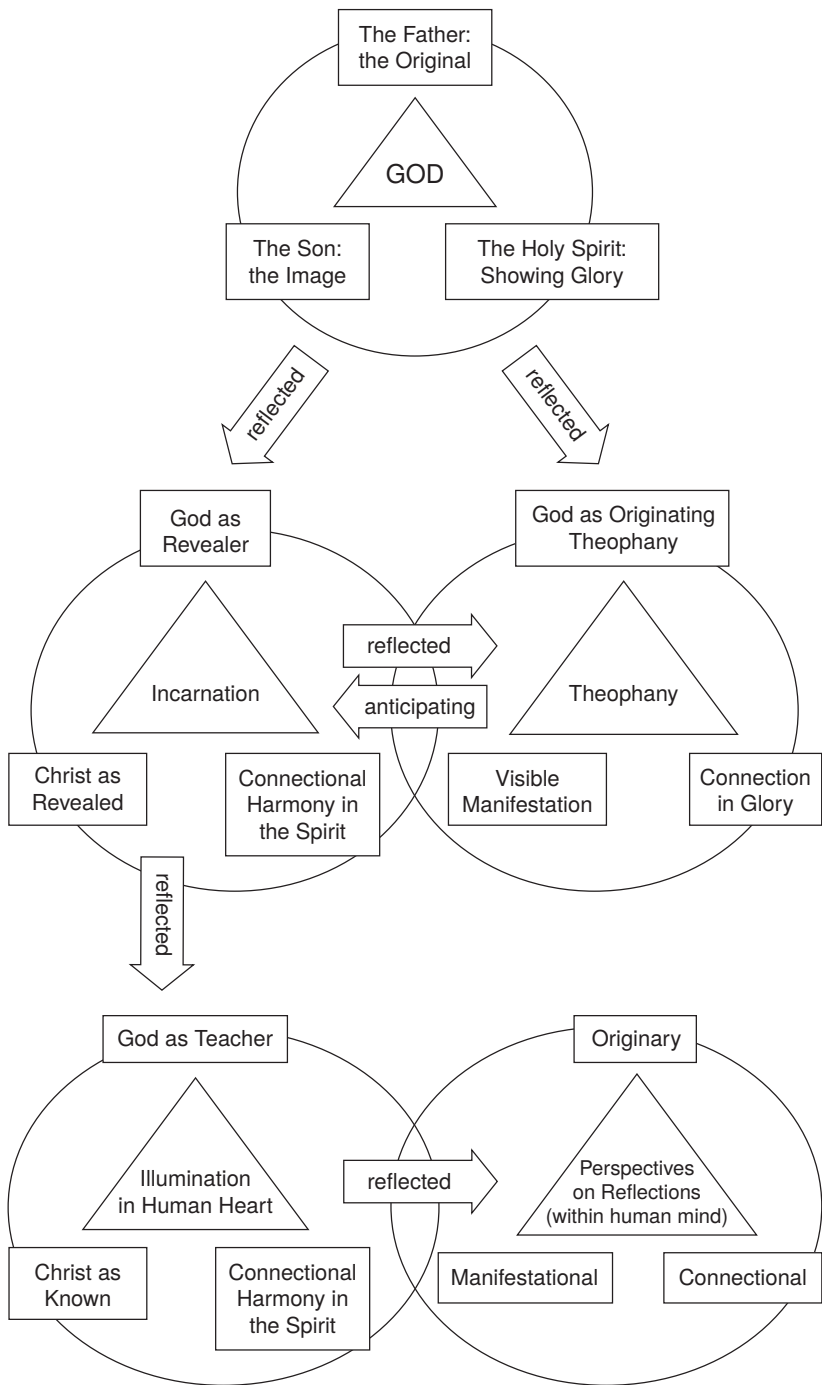 The Father:
the Original
GOD
The Son:
the Image
The Holy Spirit:
Showing Glory
reflected
reflected
God as
Revealer
God as Originating
Theophany
reflected
Incarnation
anticipating
Theophany
Christ as
Revealed
Connectional
Harmony in
the Spirit
Visible
Manifestation
Connection
in Glory
reflected
God as Teacher
Originary
Illumination
in Human Heart
reflected
Perspectives
on Reflections
(within human mind)
Christ as
Known
Connectional
Harmony in
the Spirit
Manifestational
Connectional